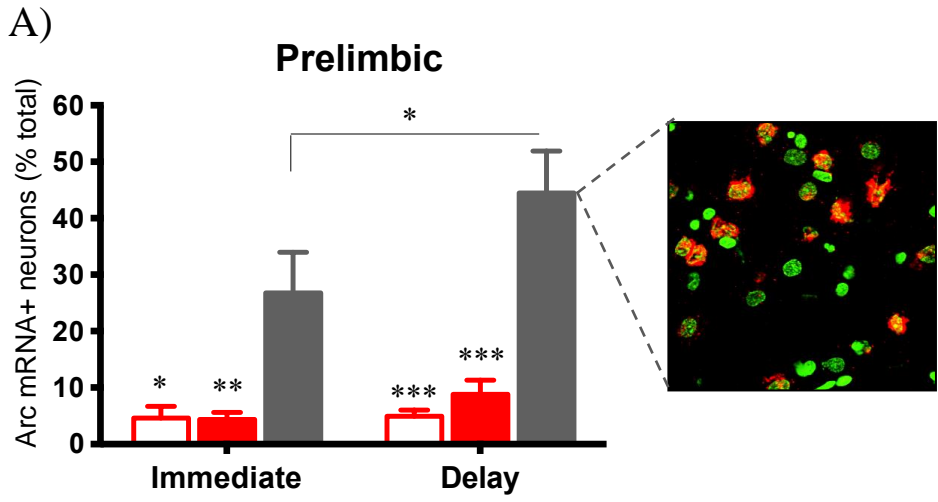 A)
Prelimbic
Arc mRNA+ neurons (% total)
60
50
40
30
20
10
0
*
*
**
***
***
Immediate
Delay